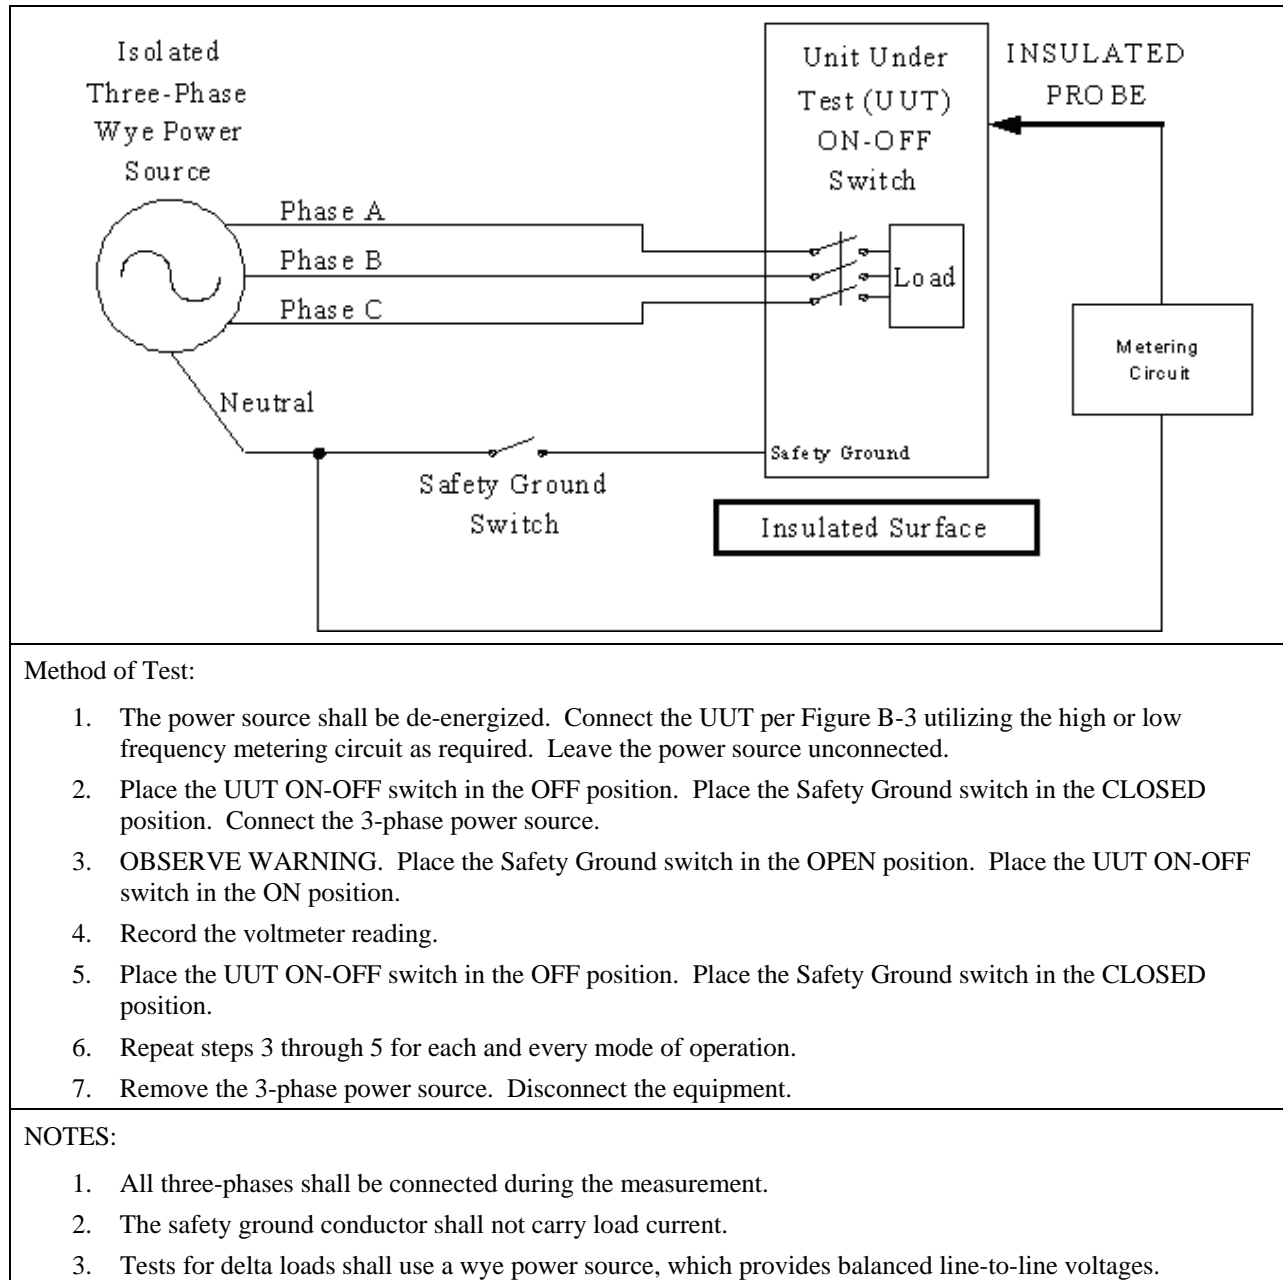 Isolated
Three-Phase
Wye Power
Source
Unit Under
Test (UUT)
ON-OFF
Switch
INSULATED
PROBE
Phase A
Phase B
Phase C
Load
Metering
Circuit
Neutral
Safety Ground
Safety Ground
Switch
Insulated Surface
Method of Test:
1. The power source shall be de-energized. Connect the UUT per Figure B-3 utilizing the high or low
frequency metering circuit as required. Leave the power source unconnected.
2. Place the UUT ON-OFF switch in the OFF position. Place the Safety Ground switch in the CLOSED
position. Connect the 3-phase power source.
3. OBSERVE WARNING. Place the Safety Ground switch in the OPEN position. Place the UUT ON-OFF
switch in the ON position.
4. Record the voltmeter reading.
5. Place the UUT ON-OFF switch in the OFF position. Place the Safety Ground switch in the CLOSED
position.
6. Repeat steps 3 through 5 for each and every mode of operation.
7. Remove the 3-phase power source. Disconnect the equipment.
NOTES:
1. All three-phases shall be connected during the measurement.
2. The safety ground conductor shall not carry load current.
3. Tests for delta loads shall use a wye power source, which provides balanced line-to-line voltages.